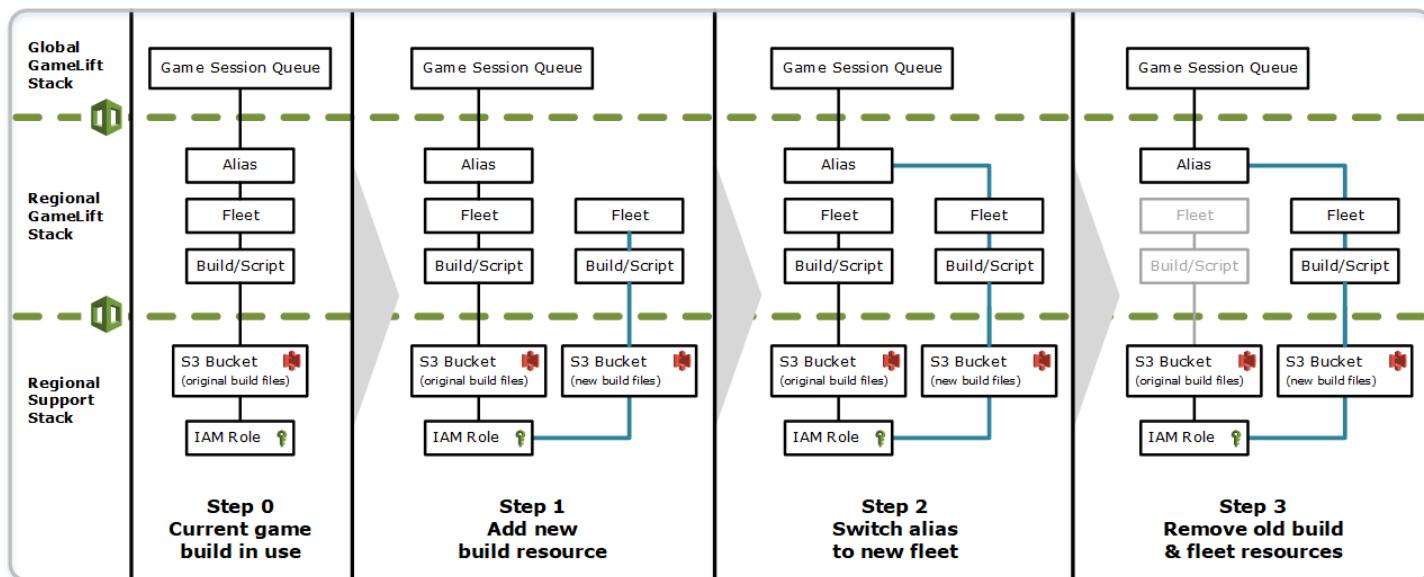 Global
GameLift
Stack
Regional
GameLift
Stack
Regional
Support
Stack
Game Session Queue
Alias
Fleet
Build/Script
S3 Bucket
(original build files)
IAM Role
Step 0
Current game
build in use
Game Session Queue
Alias
Fleet
Fleet
Build/Script
Build/Script
S3 Bucket
(original build files)
S3 Bucket
(new build files)
IAM Role
Step 1
Add new
build resource
Game Session Queue
Alias
Fleet
Fleet
Build/Script
Build/Script
S3 Bucket
(original build files)
S3 Bucket
(new build files)
IAM Role
Step 2
Switch alias
to new fleet
Game Session Queue
Alias
Fleet
Fleet
Build/Script
Build/Script
S3 Bucket
(original build files)
S3 Bucket
(new build files)
IAM Role
Step 3
Remove old build
& fleet resources